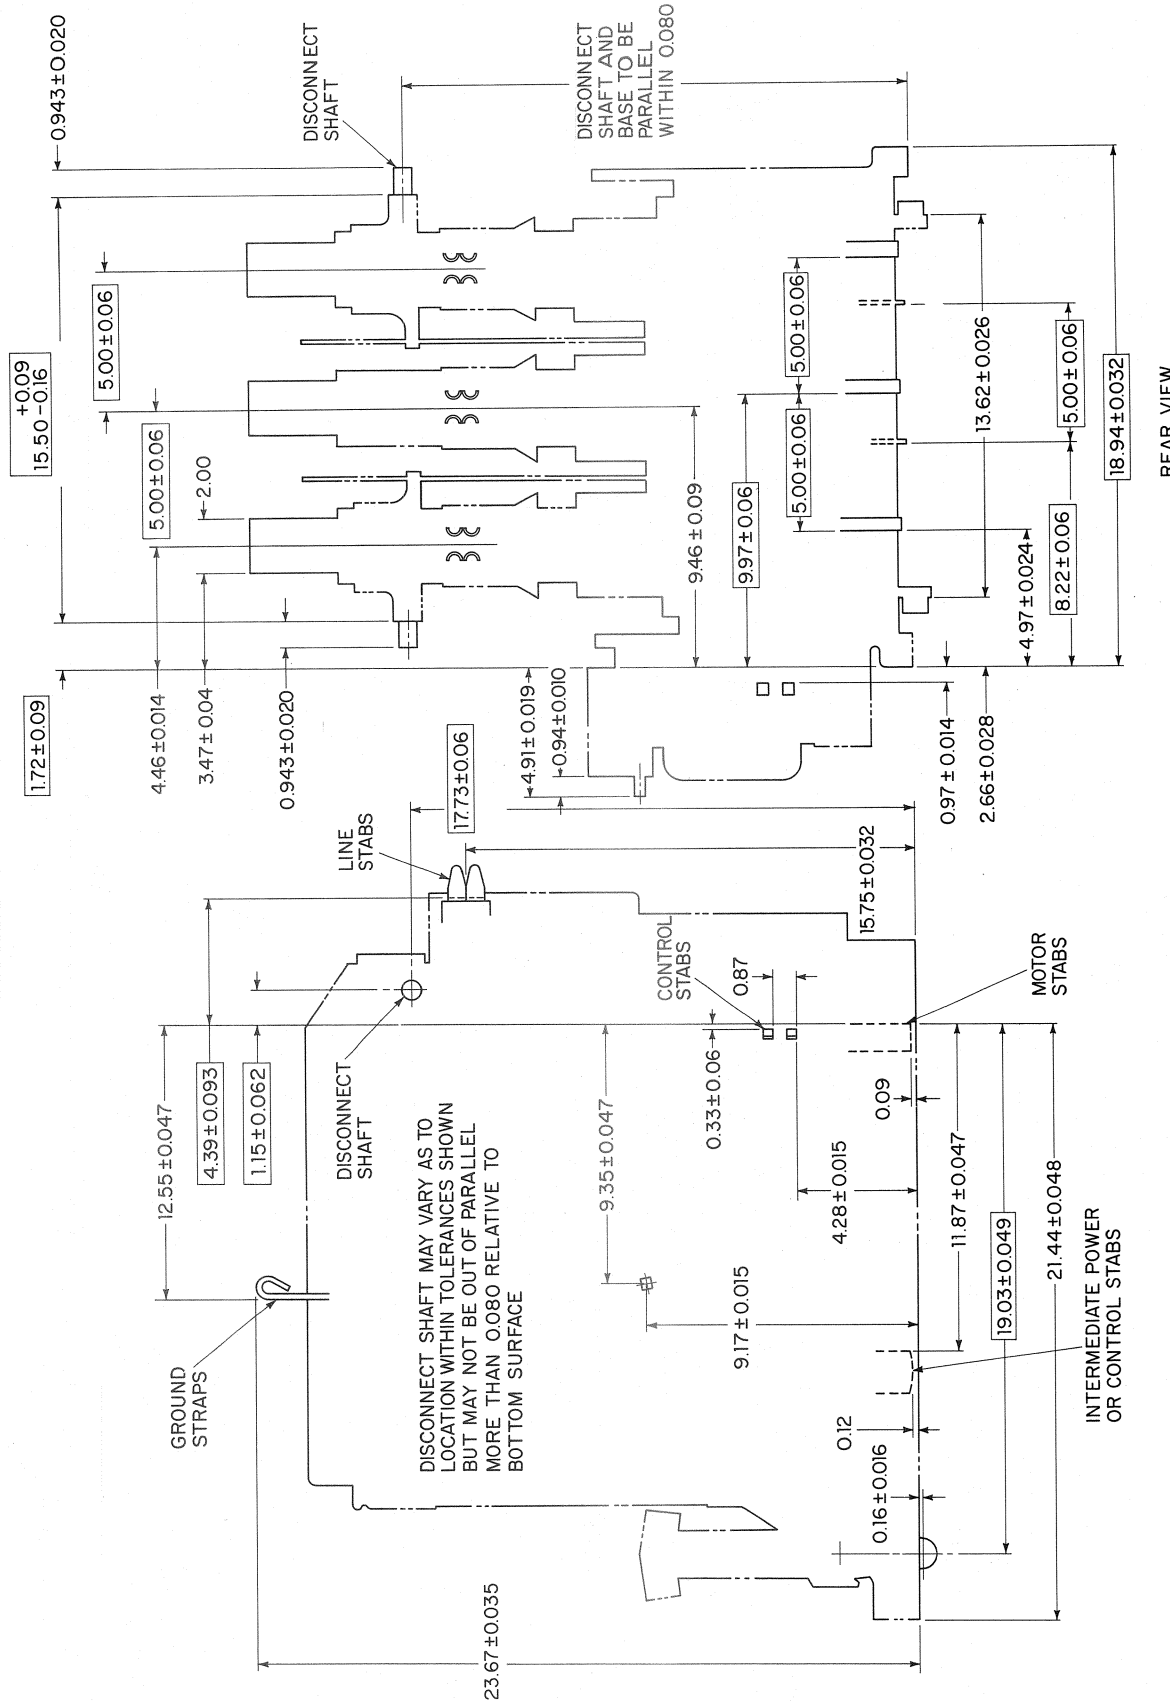 23.67±0.035
GROUND
STRAPS
12.55±0.047
4.39±0.093
1.15±0.062
DISCONNECT
SHAFT
LINE
STABS
17.73±0.06
DISCONNECT SHAFT MAY VARY AS TO
LOCATION WITHIN TOLERANCES SHOWN
BUT MAY NOT BE OUT OF PARALLEL
MORE THAN 0.080 RELATIVE TO
BOTTOM SURFACE
9.35±0.047
CONTROL
STABS
0.33±0.06
0.87
15.75±0.032
9.17±0.015
4.28±0.015
0.12
0.16±0.016
0.09
MOTOR
STABS
11.87±0.047
19.03±0.049
21.44±0.048
INTERMEDIATE POWER
OR CONTROL STABS
1.72±0.09
+0.09
15.50-0.16
0.943±0.020
5.00±0.06
4.46±0.014
5.00±0.06
3.47±0.04
2.00
0.943±0.020
DISCONNECT
SHAFT
4.91±0.019
0.94±0.010
DISCONNECT
SHAFT AND
BASE TO BE
PARALLEL
WITHIN 0.080
9.46±0.09
9.97±0.06
5.00±0.06
5.00±0.06
0.97±0.014
2.66±0.028
4.97±0.024
13.62±0.026
8.22±0.06
5.00±0.06
18.94±0.032
REAR VIEW